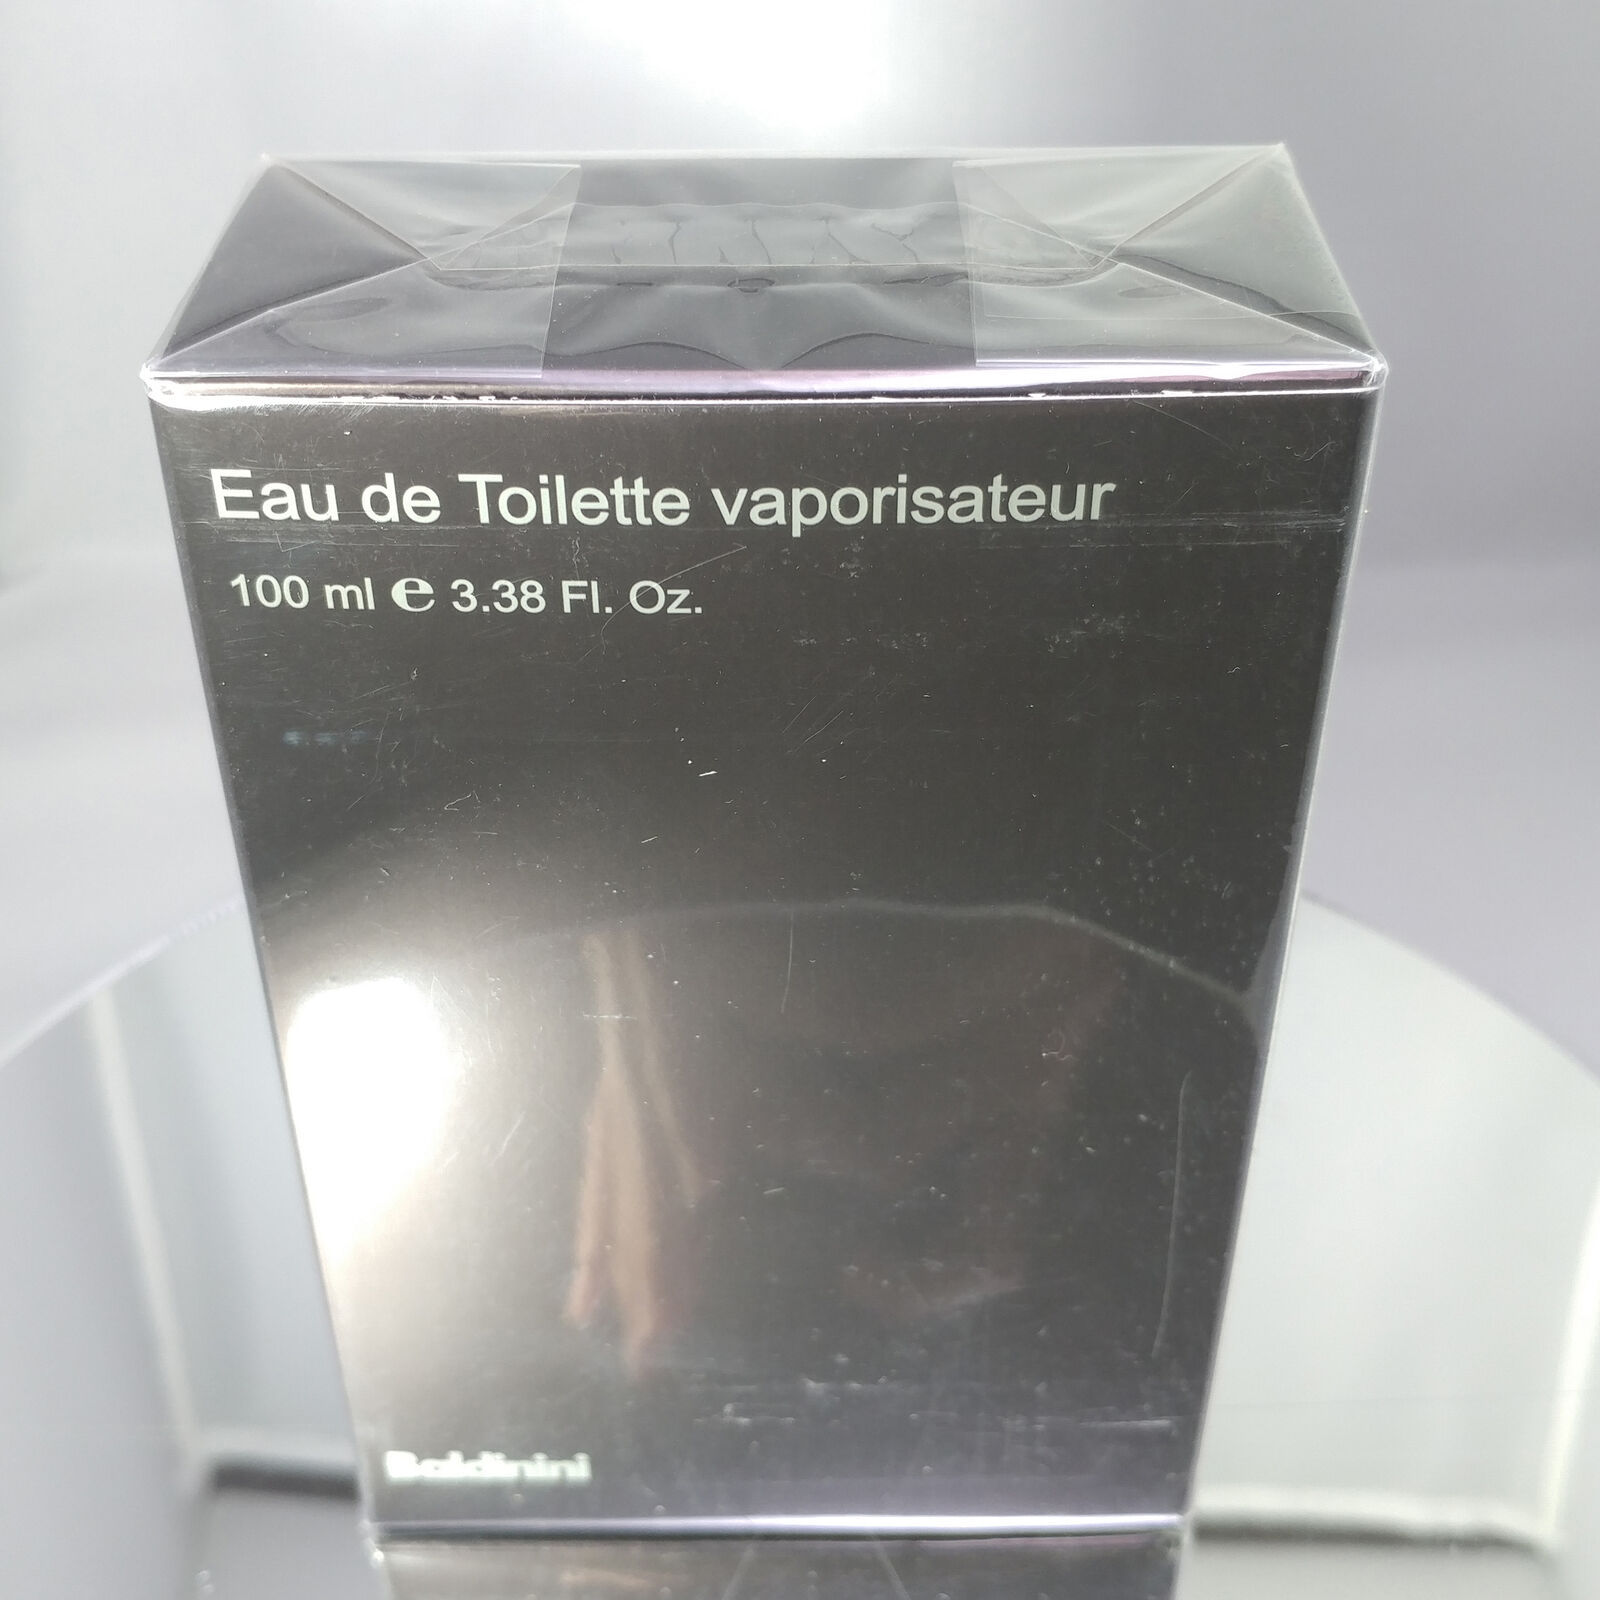 Eau de Toilette vaporisateur
100 ml ℮ 3.38 Fl. Oz.
Baldinini